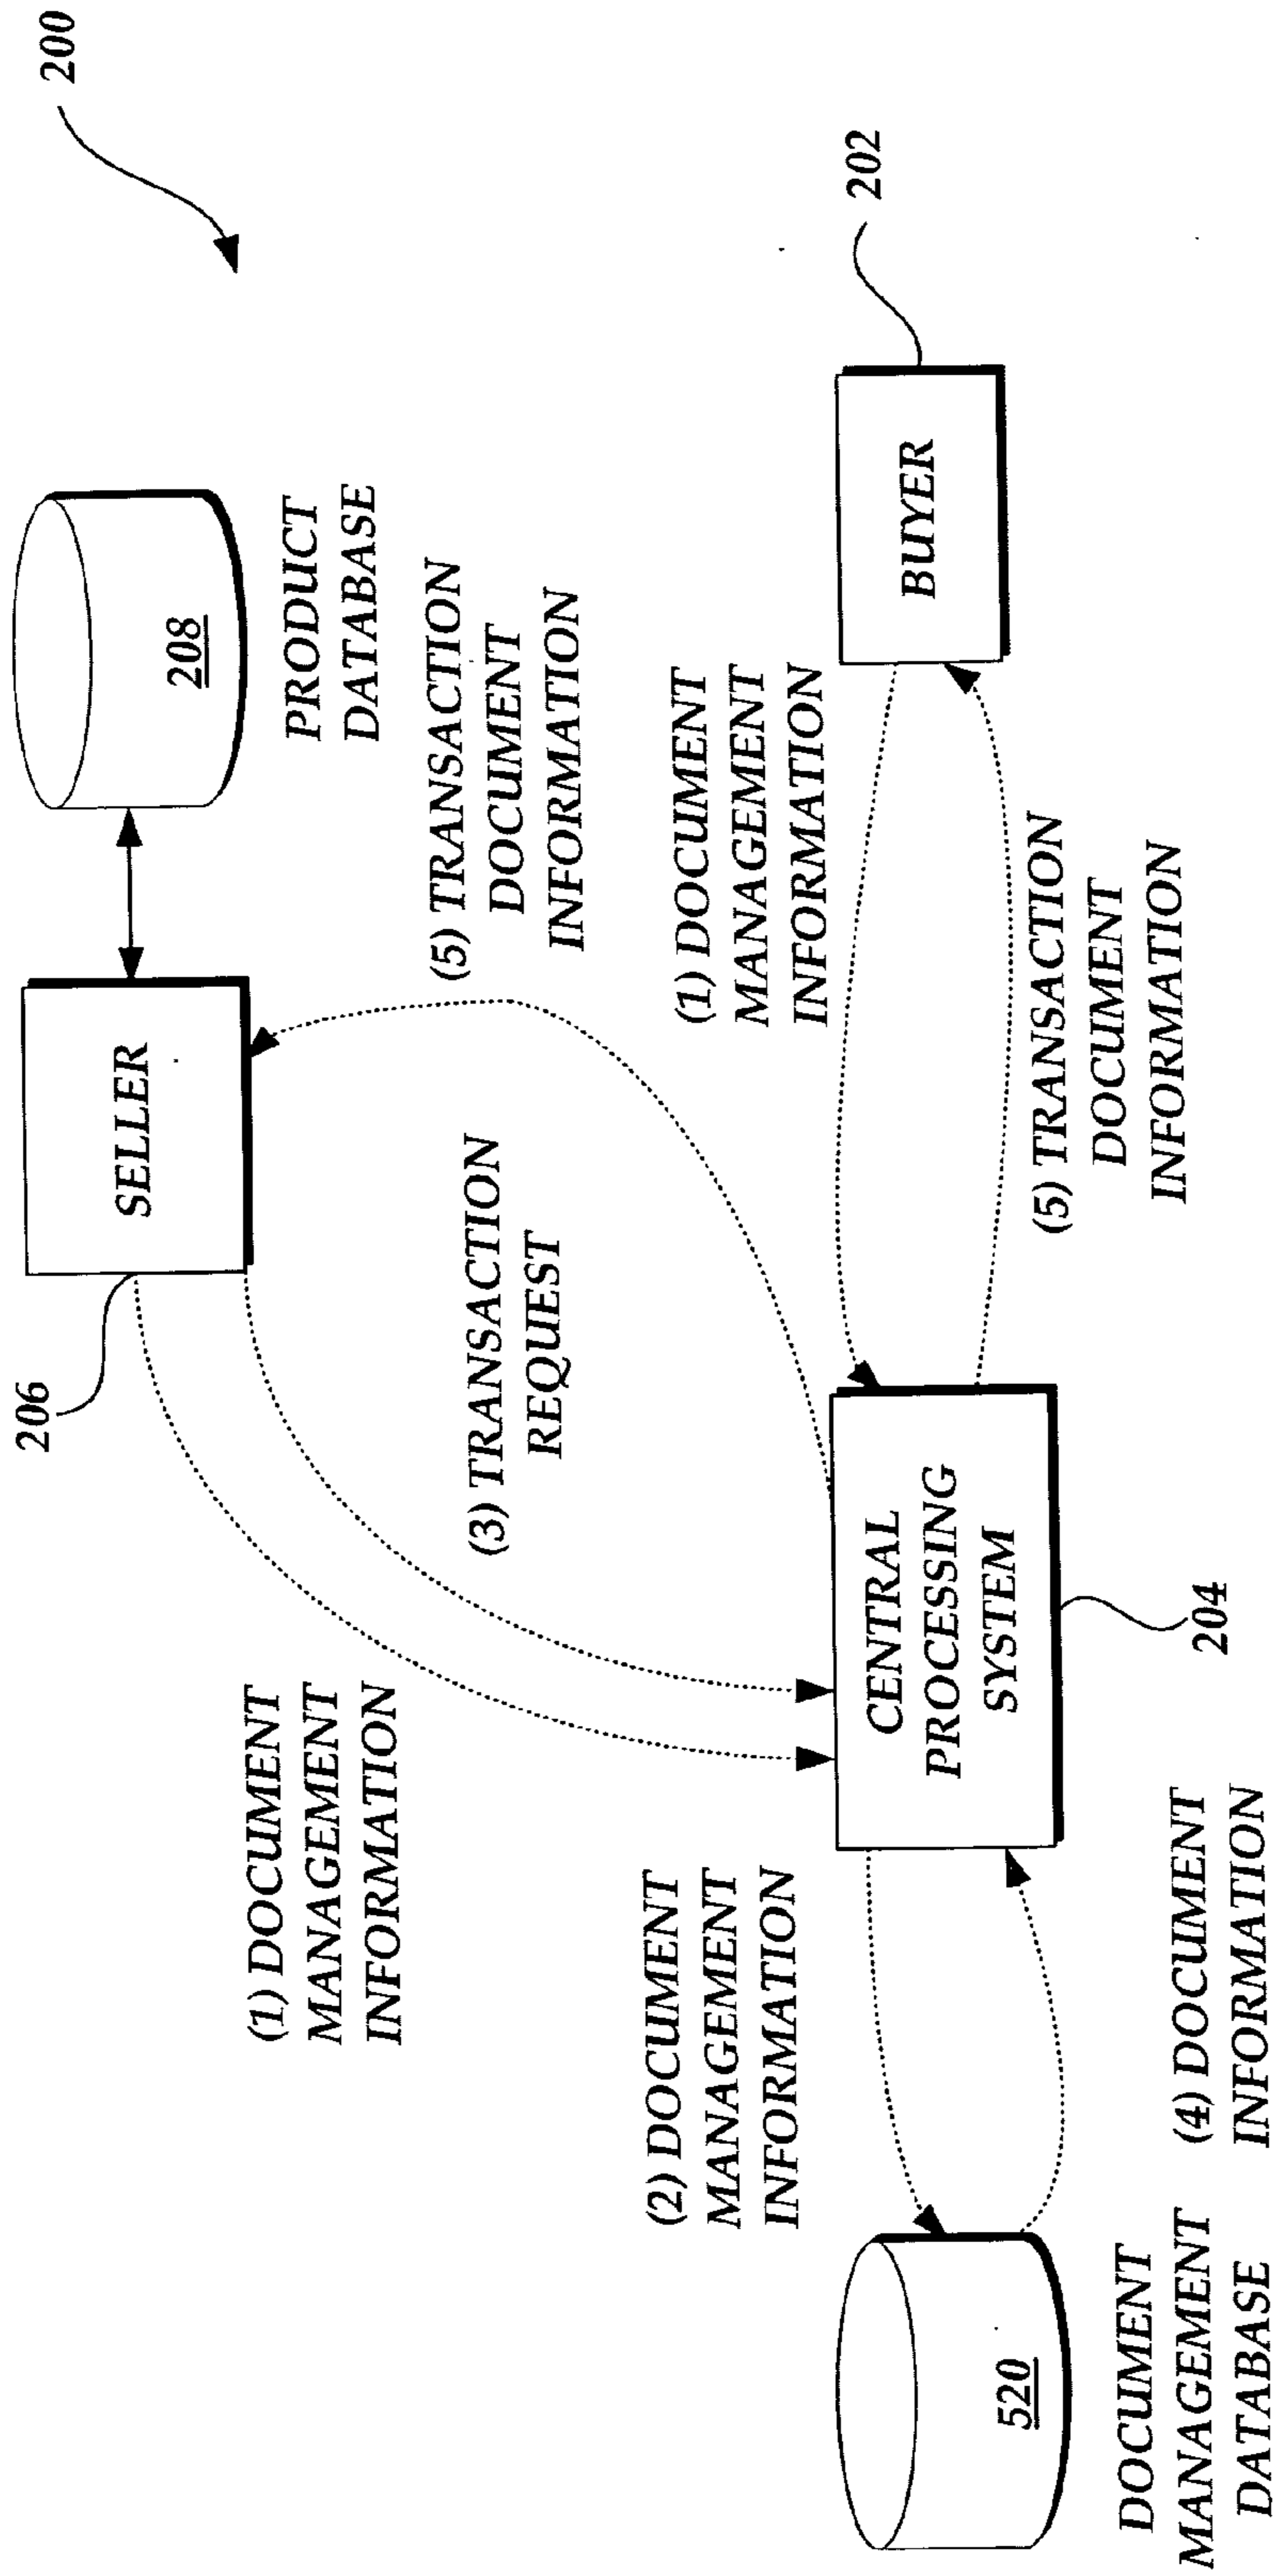 200
208
PRODUCT
DATABASE
SELLER
206
(5) TRANSACTION
DOCUMENT
INFORMATION
(3) TRANSACTION
REQUEST
(1) DOCUMENT
MANAGEMENT
INFORMATION
(1) DOCUMENT
MANAGEMENT
INFORMATION
202
BUYER
(5) TRANSACTION
DOCUMENT
INFORMATION
CENTRAL
PROCESSING
SYSTEM
204
(2) DOCUMENT
MANAGEMENT
INFORMATION
(4) DOCUMENT
INFORMATION
520
DOCUMENT
MANAGEMENT
DATABASE